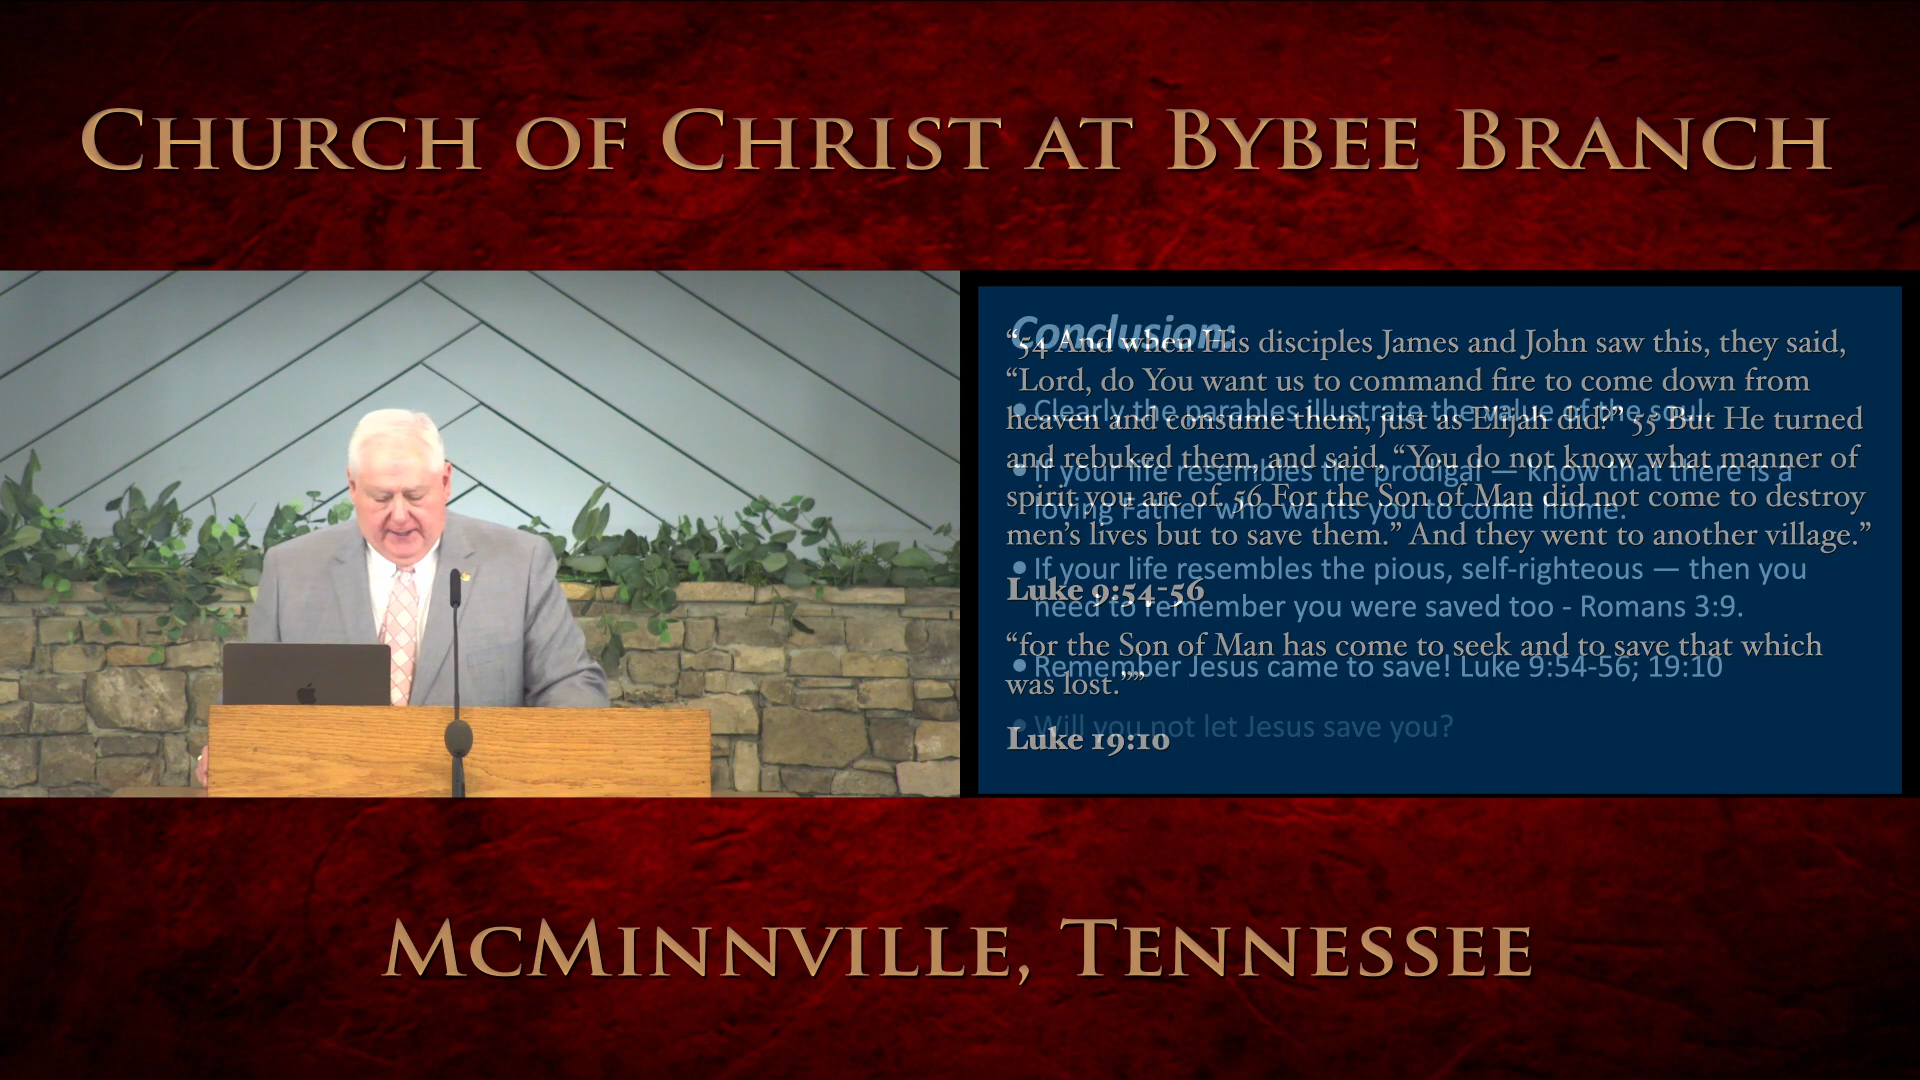 CHURCH OF CHRIST AT BYBEE BRANCH
Conclusion:
• Clearly the parables illustrate the value of the soul.
• If your life resembles the prodigal — know that there is a
loving Father who wants you to come home.
• If your life resembles the pious, self-righteous — then you
need to remember you were saved too - Romans 3:9.
• Remember Jesus came to save! Luke 9:54-56; 19:10
• Will you not let Jesus save you?
“54 And when His disciples James and John saw this, they said,
“Lord, do You want us to command fire to come down from
heaven and consume them, just as Elijah did?” 55 But He turned
and rebuked them, and said, “You do not know what manner of
spirit you are of. 56 For the Son of Man did not come to destroy
men’s lives but to save them.” And they went to another village.”
Luke 9:54-56
“for the Son of Man has come to seek and to save that which
was lost.””
Luke 19:10
MCMINNVILLE, TENNESSEE